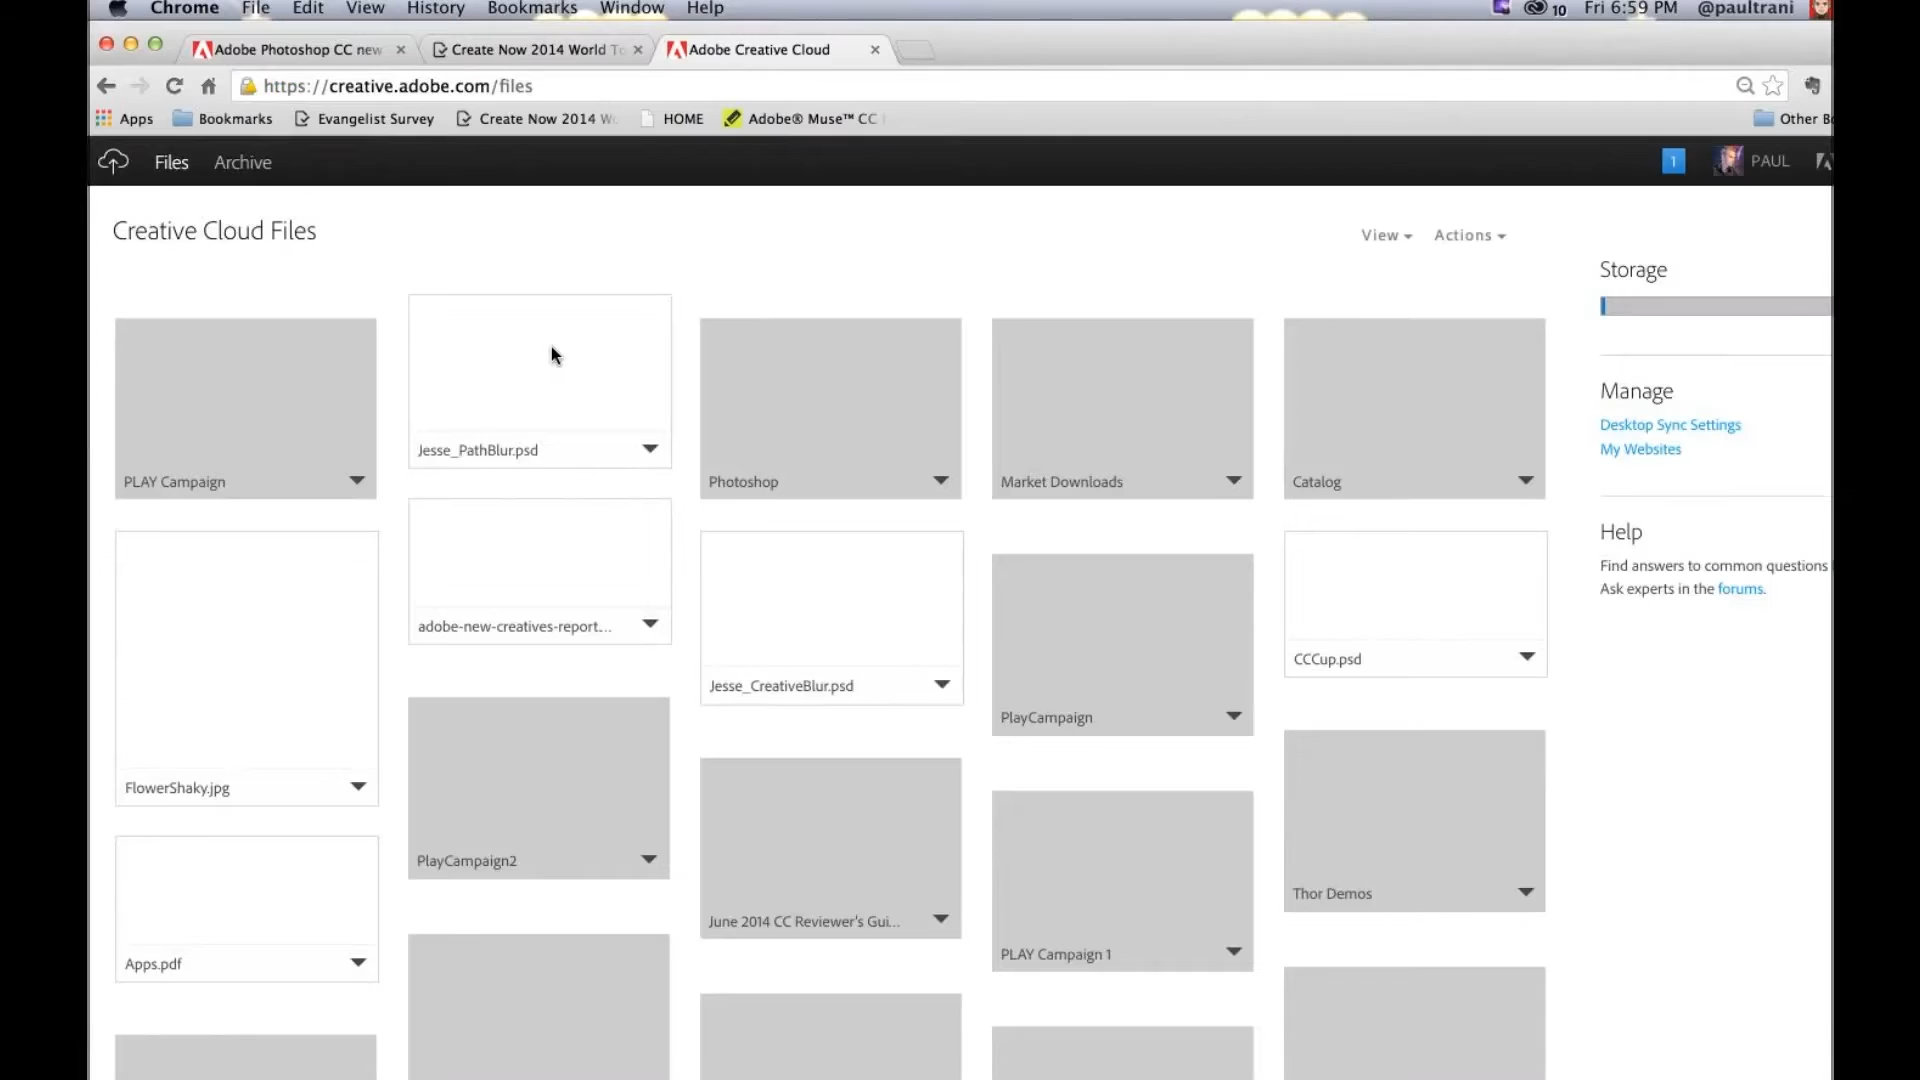 Chrome File Edit View History Bookmarks Window Help 10 Fri 6:59 PM @paultrani
Adobe Photoshop CC new Create Now 2014 World To Adobe Creative Cloud
https://creative.adobe.com/files
Apps Bookmarks Evangelist Survey Create Now 2014 Wo HOME Adobe® Muse™ CC Other B
Files Archive 1 PAUL
Creative Cloud Files
View Actions
Storage
PLAY Campaign
Jesse_PathBlur.psd
Photoshop
Market Downloads
Catalog
Manage
Desktop Sync Settings
My Websites
Help
Find answers to common questions
Ask experts in the forums.
adobe-new-creatives-report...
Jesse_CreativeBlur.psd
CCCup.psd
PlayCampaign
FlowerShaky.jpg
PlayCampaign2
Thor Demos
June 2014 CC Reviewer's Gui...
PLAY Campaign 1
Apps.pdf